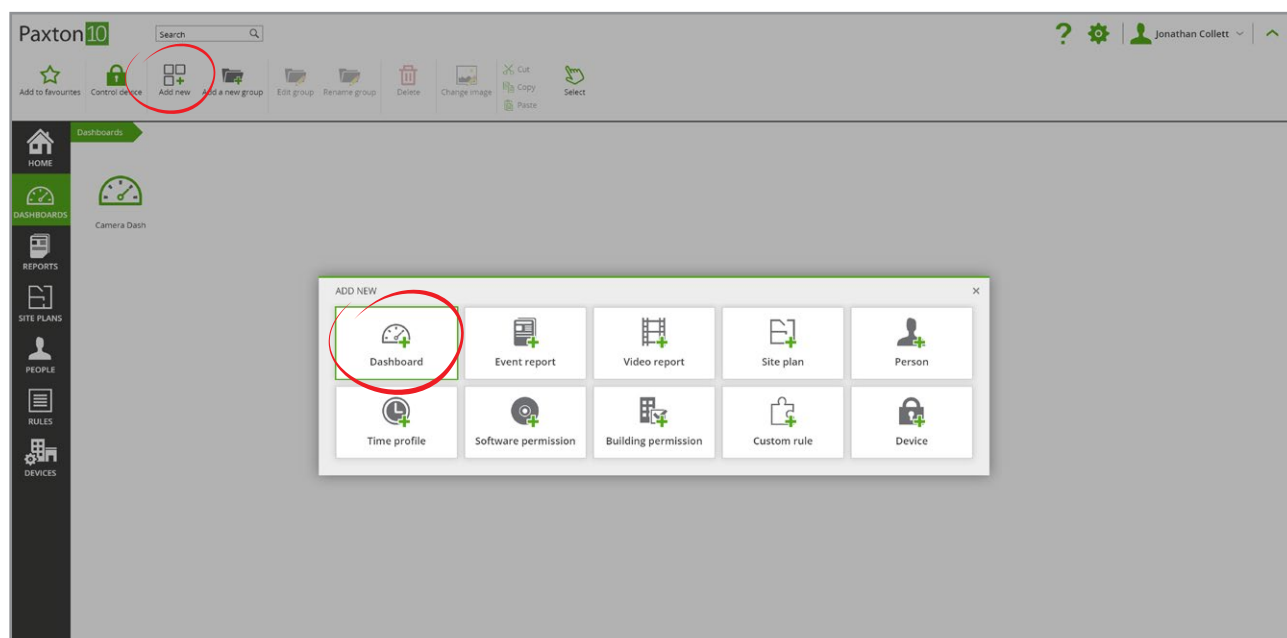 Paxton10
Search
Jonathan Collett
Add to favourites
Control device
Add new
Add a new group
Edit group
Rename group
Delete
Change image
Cut
Copy
Paste
Select
HOME
DASHBOARDS
REPORTS
SITE PLANS
PEOPLE
RULES
DEVICES
Dashboards
Camera Dash
ADD NEW
Dashboard
Event report
Video report
Site plan
Person
Time profile
Software permission
Building permission
Custom rule
Device